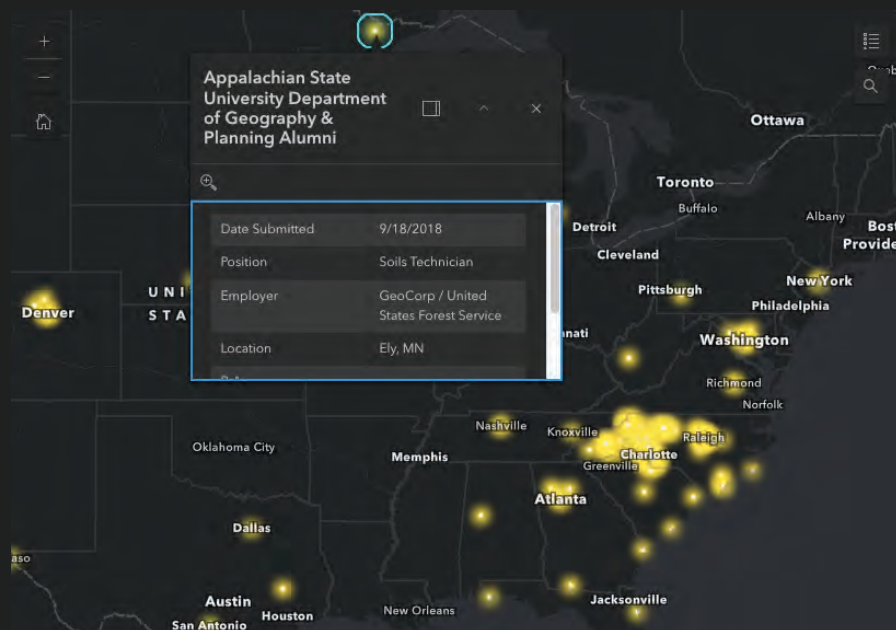 Appalachian State
University Department
of Geography &
Planning Alumni
Date Submitted 9/18/2018
Position Soils Technician
Employer GeoCorp / United
States Forest Service
Location Ely, MN
Ottawa
Toronto
Buffalo
Albany
Detroit
Cleveland
New York
Pittsburgh
Philadelphia
Denver
UNI
STA
Washington
Richmond
Norfolk
Nashville
Knoxville
Raleigh
Oklahoma City
Memphis
Charlotte
Greenville
Atlanta
Dallas
Austin
Houston
San Antonio
New Orleans
Jacksonville